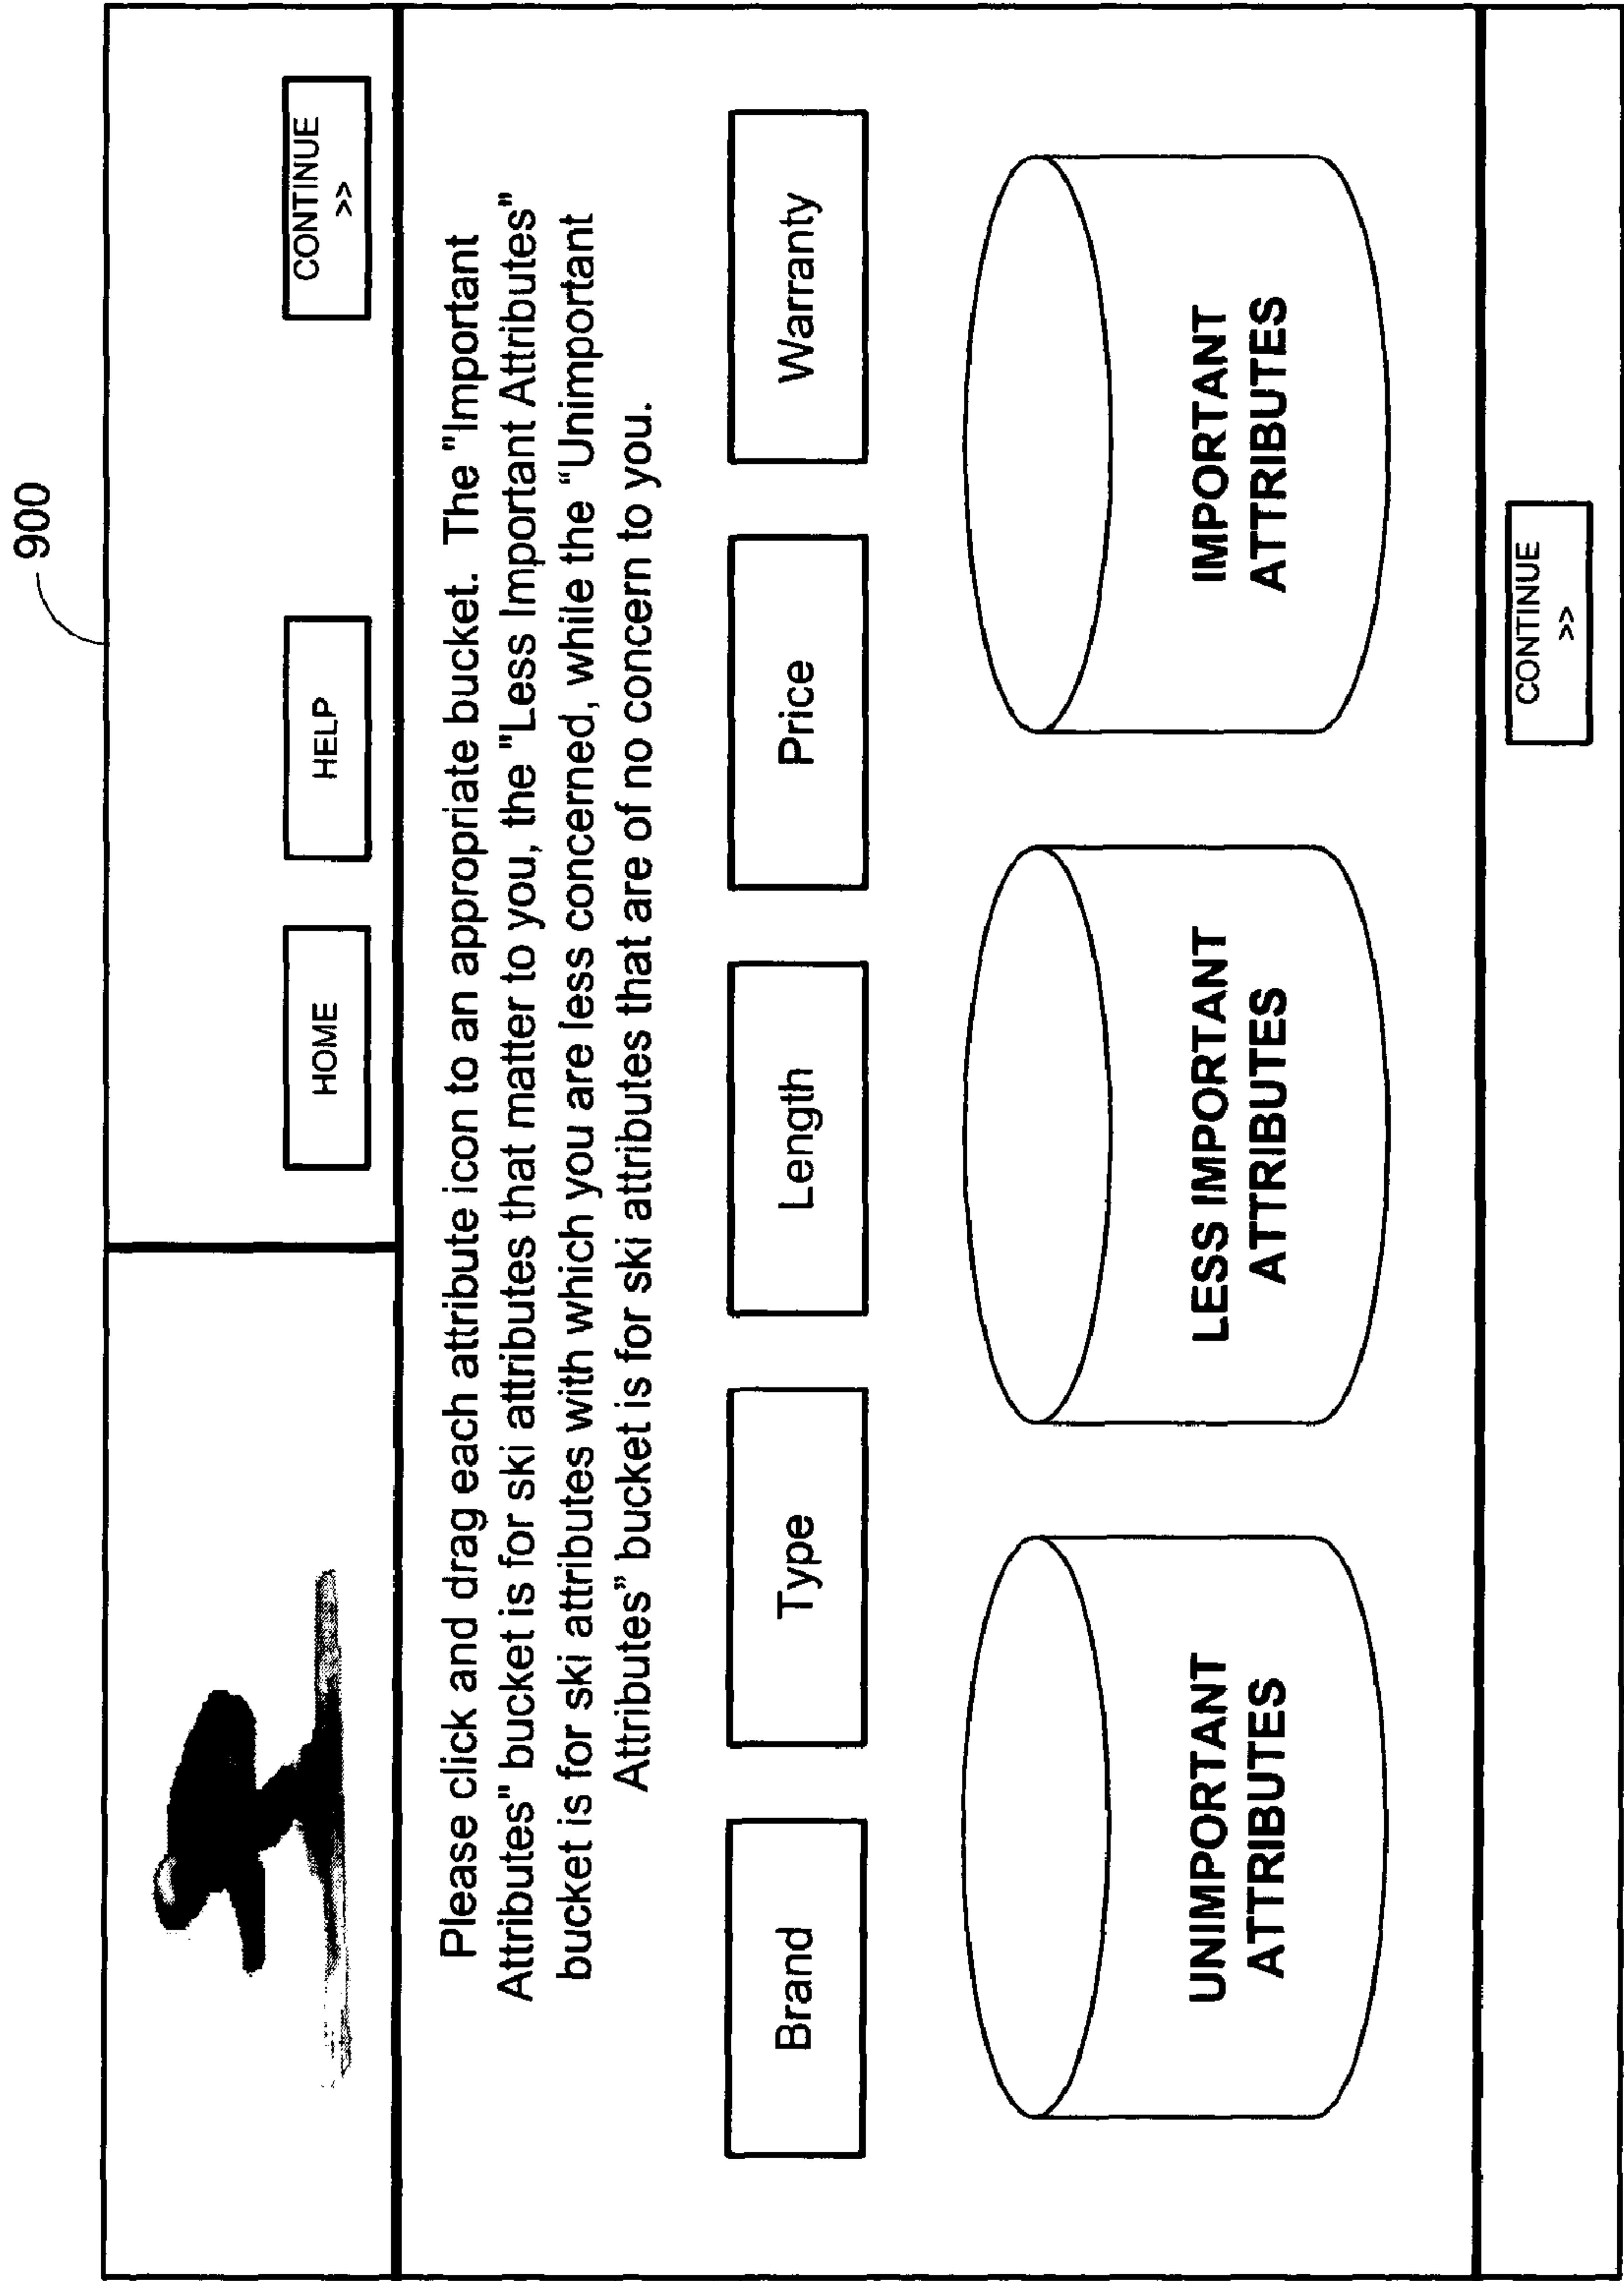 900
HOME
HELP
CONTINUE
>>
Please click and drag each attribute icon to an appropriate bucket. The "Important
Attributes" bucket is for ski attributes that matter to you, the "Less Important Attributes"
bucket is for ski attributes with which you are less concerned, while the “Unimportant
Attributes” bucket is for ski attributes that are of no concern to you.
Brand
Type
Length
Price
Warranty
UNIMPORTANT
ATTRIBUTES
LESS IMPORTANT
ATTRIBUTES
IMPORTANT
ATTRIBUTES
CONTINUE
>>